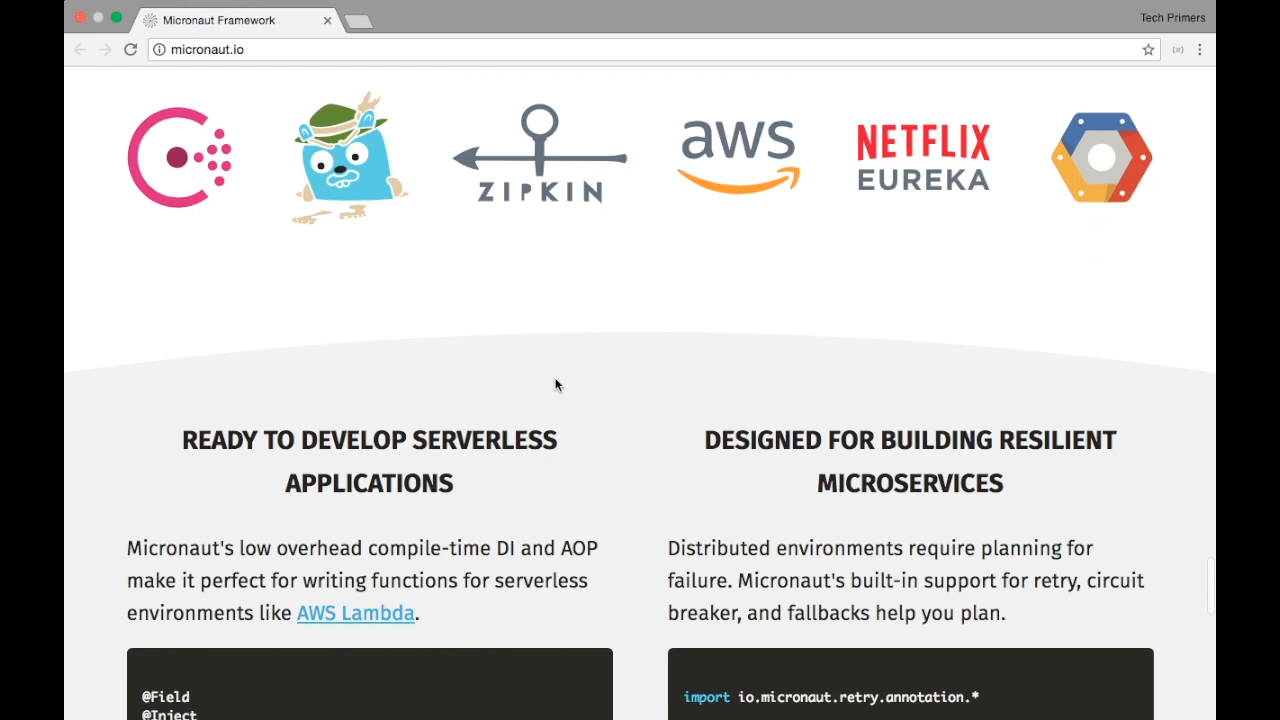 Micronaut Framework
Tech Primers
micronaut.io
ZIPKIN
aws
NETFLIX
EUREKA
READY TO DEVELOP SERVERLESS
APPLICATIONS
Micronaut's low overhead compile-time DI and AOP
make it perfect for writing functions for serverless
environments like AWS Lambda.
@Field
@Inject
DESIGNED FOR BUILDING RESILIENT
MICROSERVICES
Distributed environments require planning for
failure. Micronaut's built-in support for retry, circuit
breaker, and fallbacks help you plan.
import io.micronaut.retry.annotation.*